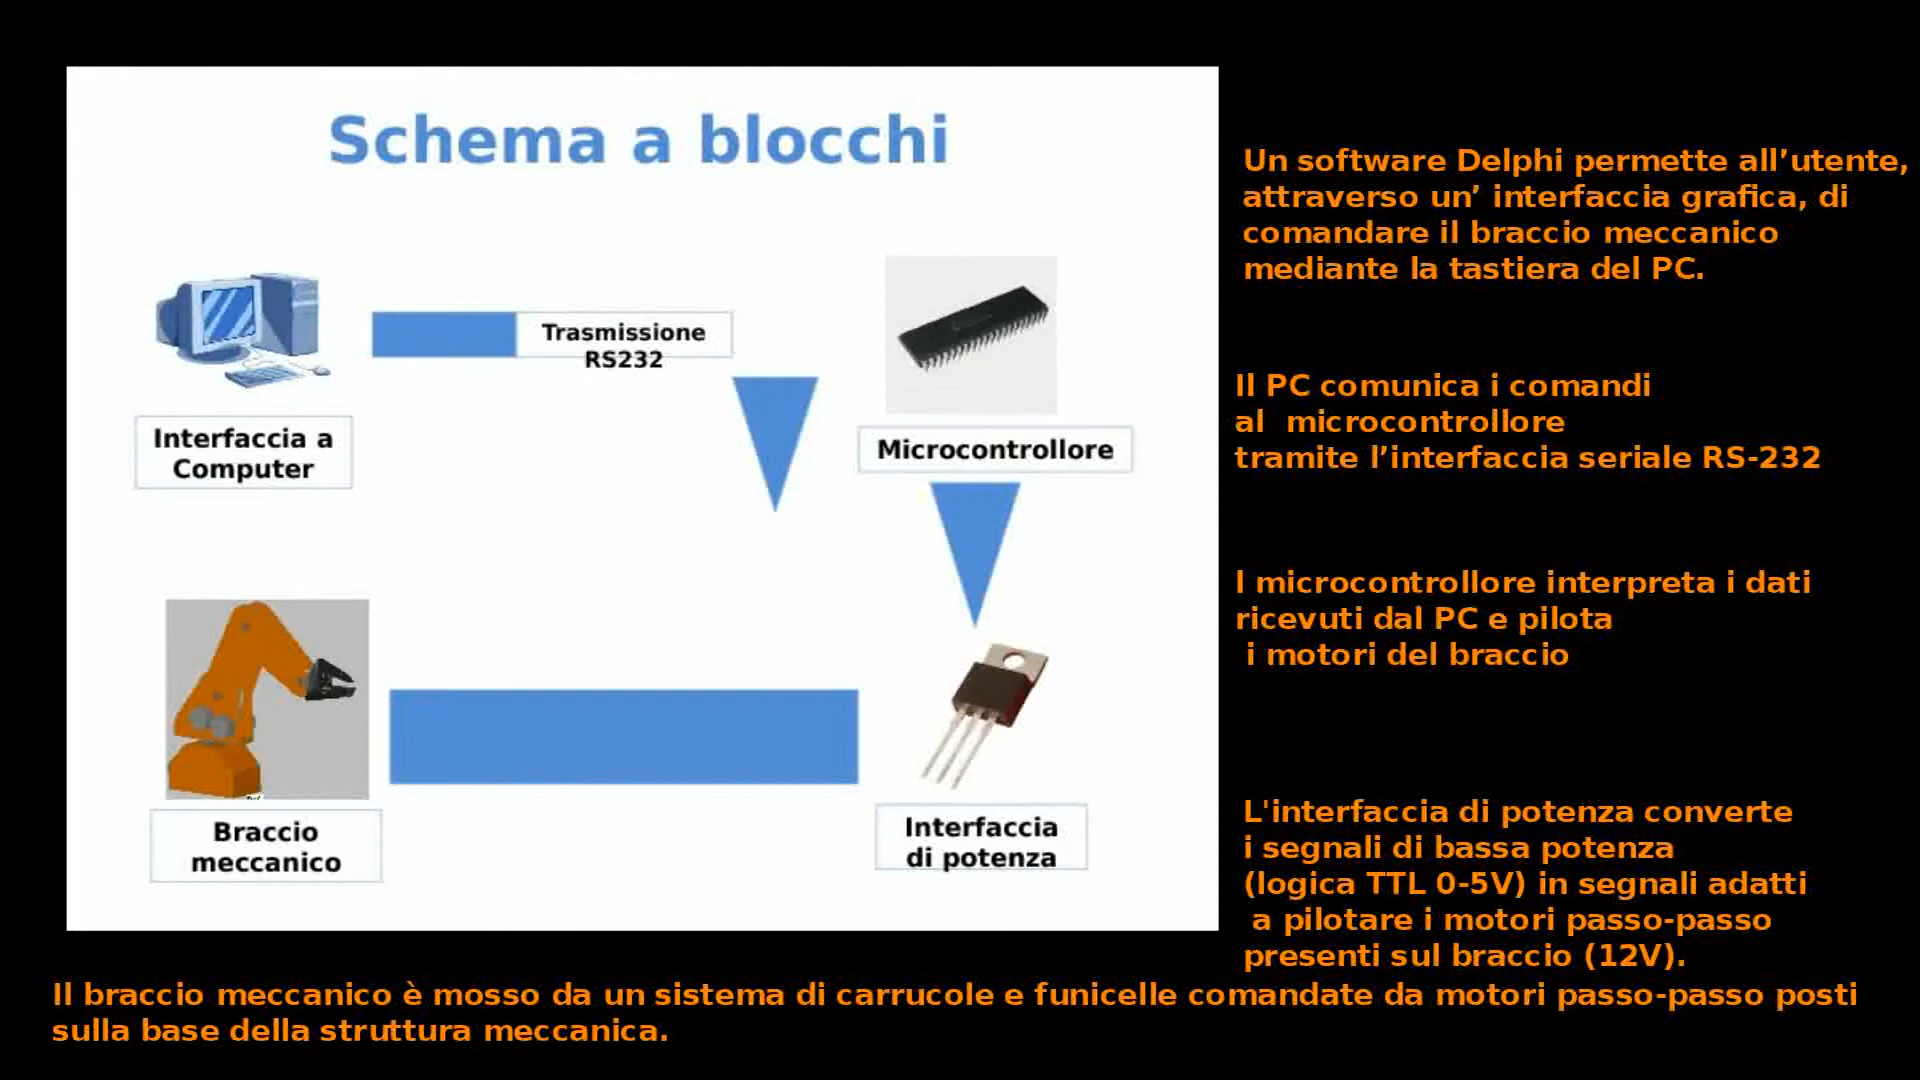 Schema a blocchi
Trasmissione
RS232
Interfaccia a
Computer
Microcontrollore
Braccio
meccanico
Interfaccia
di potenza
Un software Delphi permette all’utente,
attraverso un’ interfaccia grafica, di
comandare il braccio meccanico
mediante la tastiera del PC.
Il PC comunica i comandi
al  microcontrollore
tramite l’interfaccia seriale RS-232
l microcontrollore interpreta i dati
ricevuti dal PC e pilota
i motori del braccio
L'interfaccia di potenza converte
i segnali di bassa potenza
(logica TTL 0-5V) in segnali adatti
a pilotare i motori passo-passo
presenti sul braccio (12V).
Il braccio meccanico è mosso da un sistema di carrucole e funicelle comandate da motori passo-passo posti
sulla base della struttura meccanica.